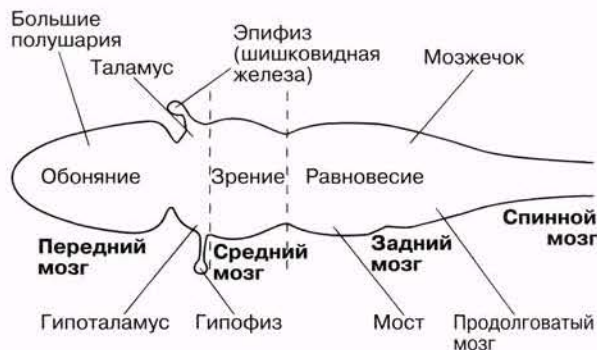 Большие
полушария
Таламус
Эпифиз
(шишковидная
железа)
Мозжечок
Обоняние
Зрение
Равновесие
Передний
мозг
Средний
мозг
Задний
мозг
Спинной
мозг
Гипоталамус
Гипофиз
Мост
Продолговатый
мозг